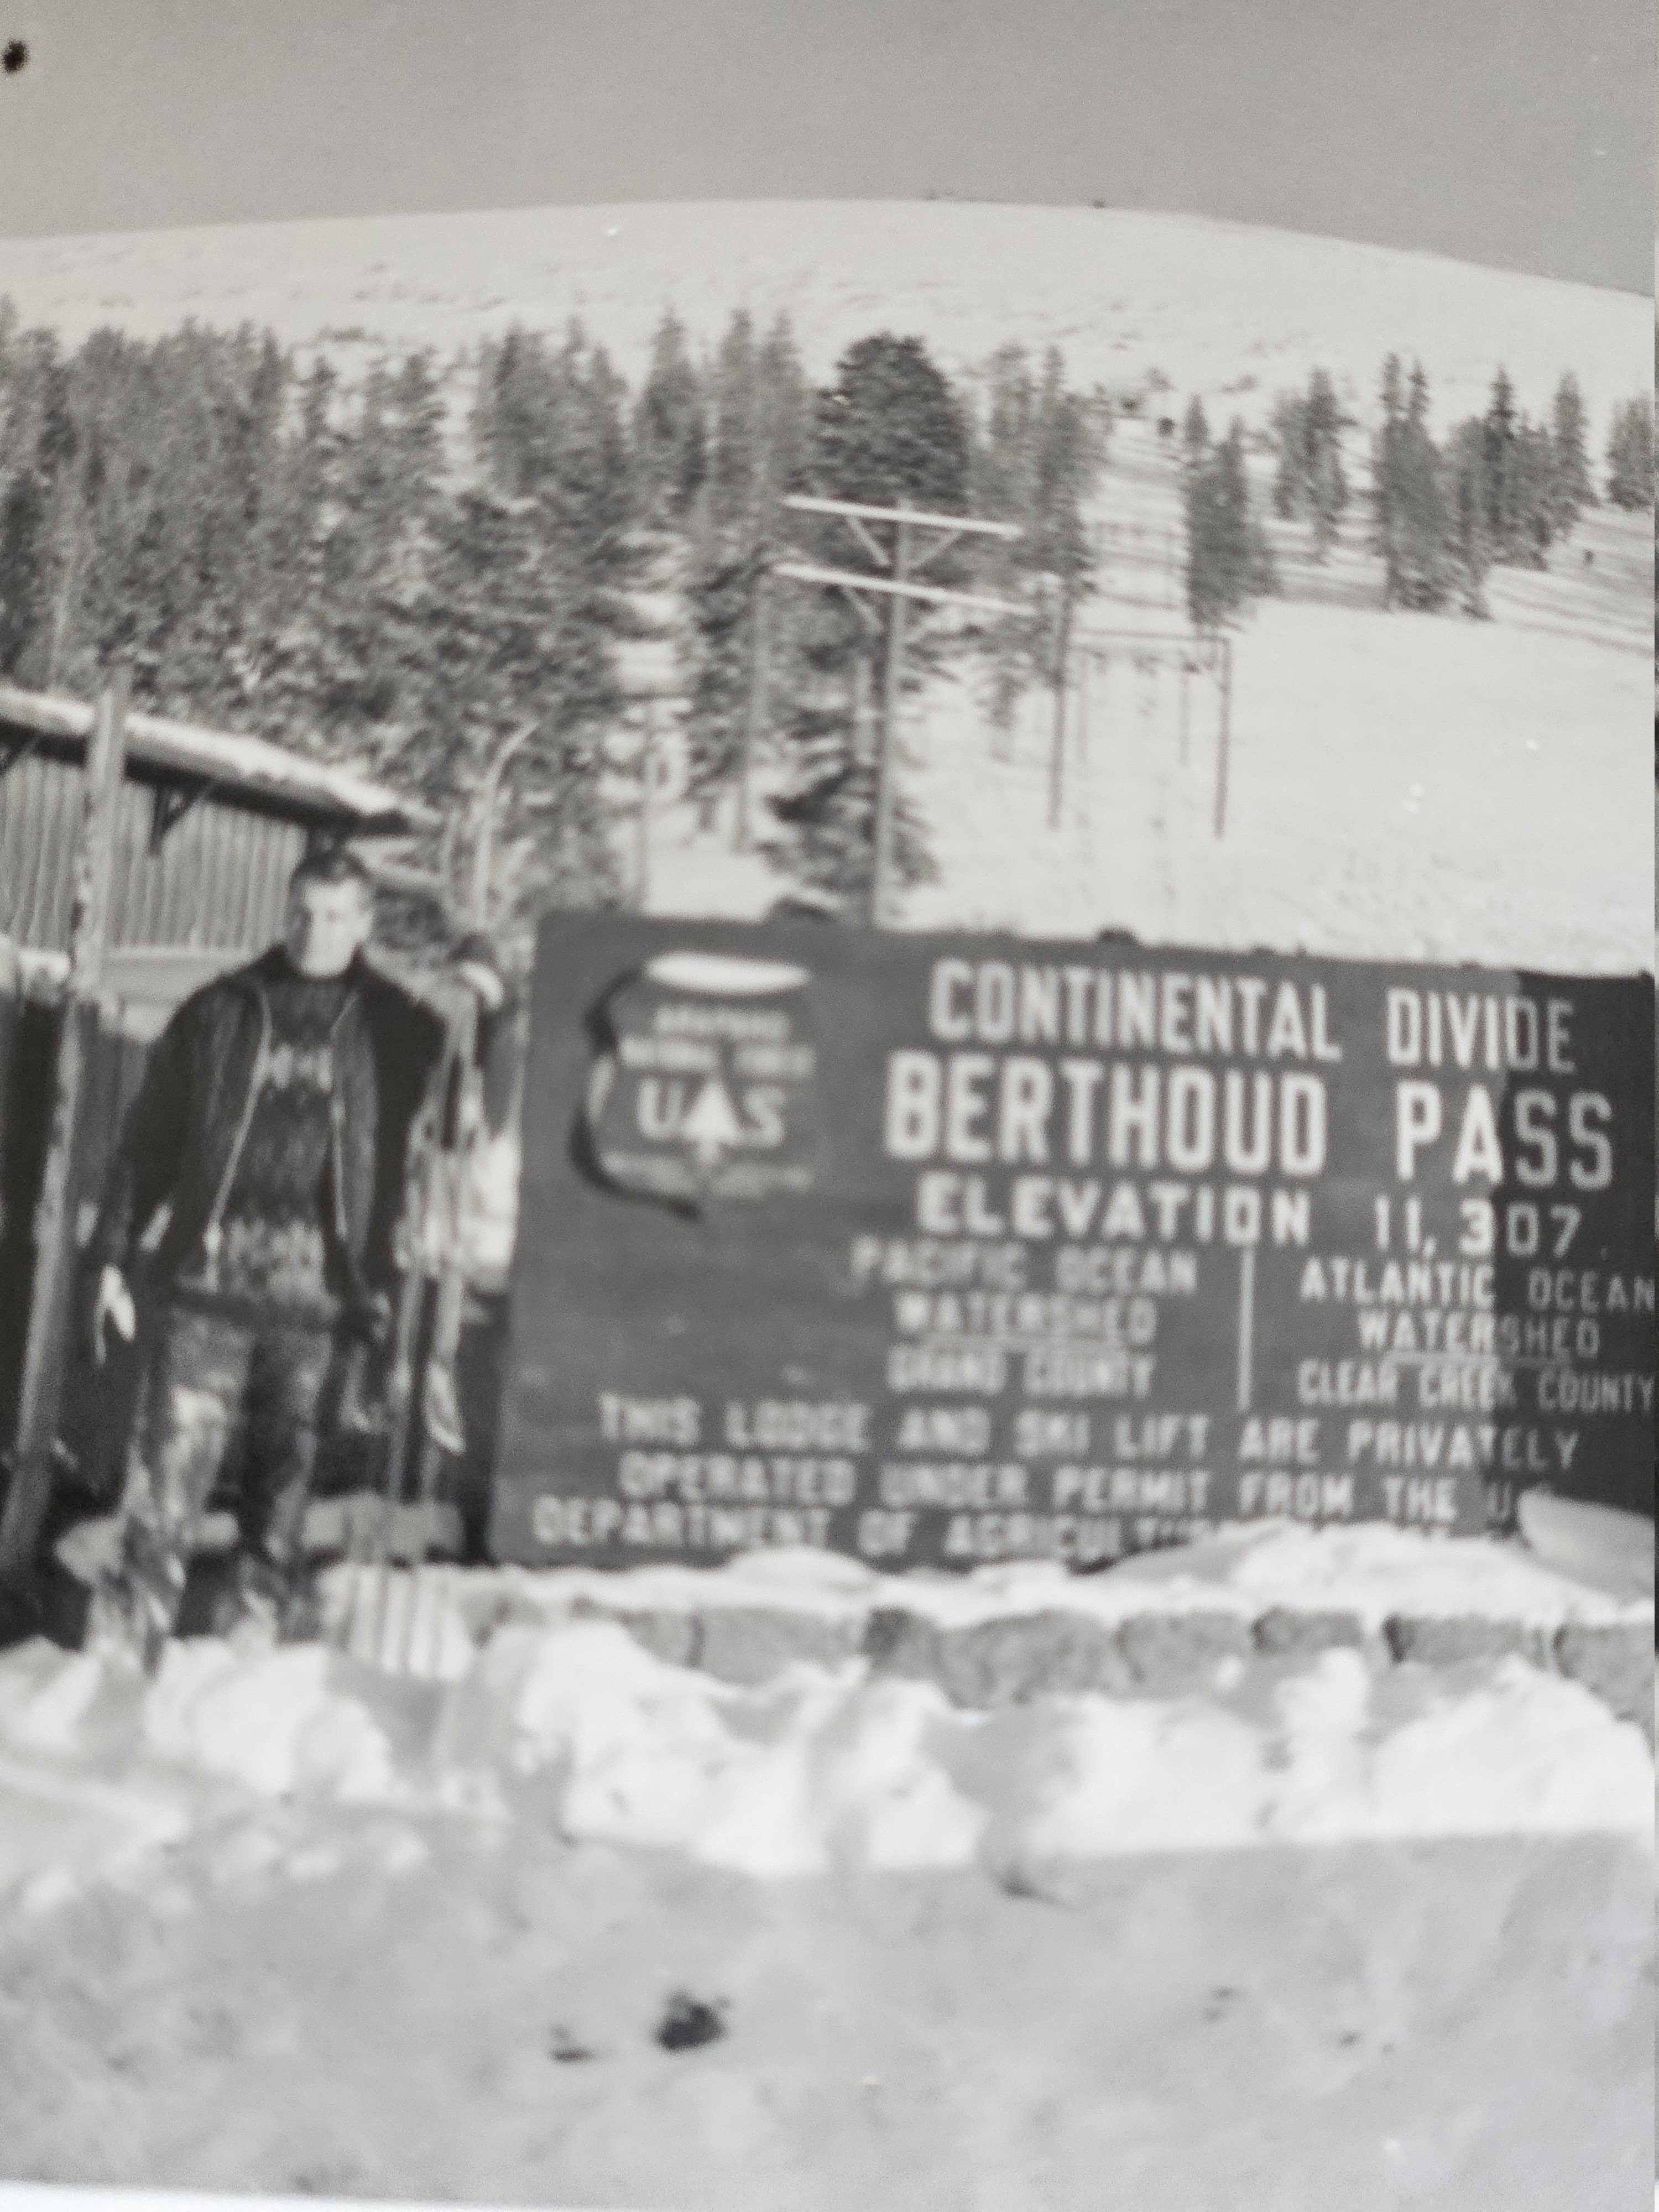 U S
CONTINENTAL DIVIDE
BERTHOUD PASS
ELEVATION 11,307
PACIFIC OCEAN
WATERSHED
GRAND COUNTY
ATLANTIC OCEAN
WATERSHED
CLEAR CREEK COUNTY
THIS LODGE AND SKI LIFT ARE PRIVATELY
OPERATED UNDER PERMIT FROM THE U.
DEPARTMENT OF